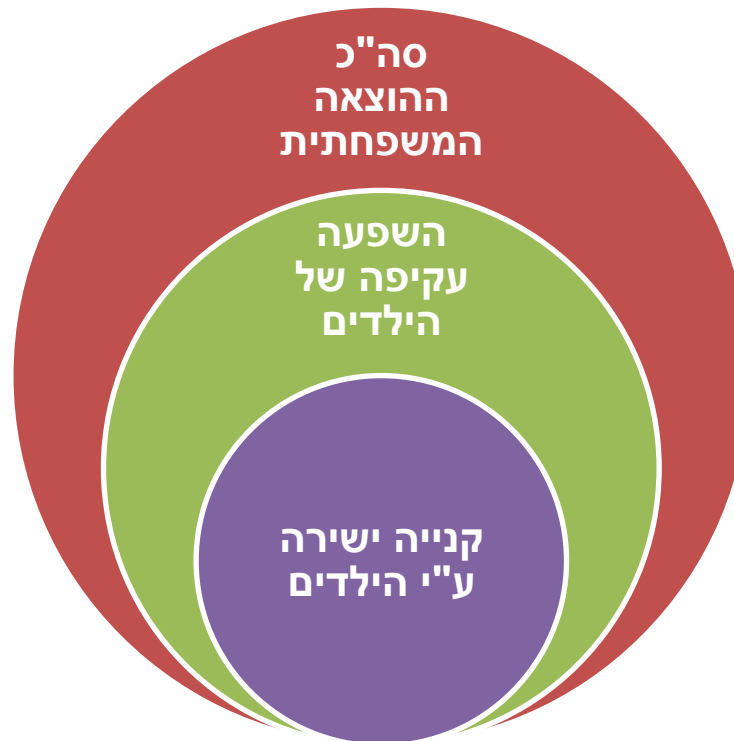 סה"כ
ההוצאה
המשפחתית
השפעה
עקיפה של
הילדים
קנייה ישירה
ע"י הילדים